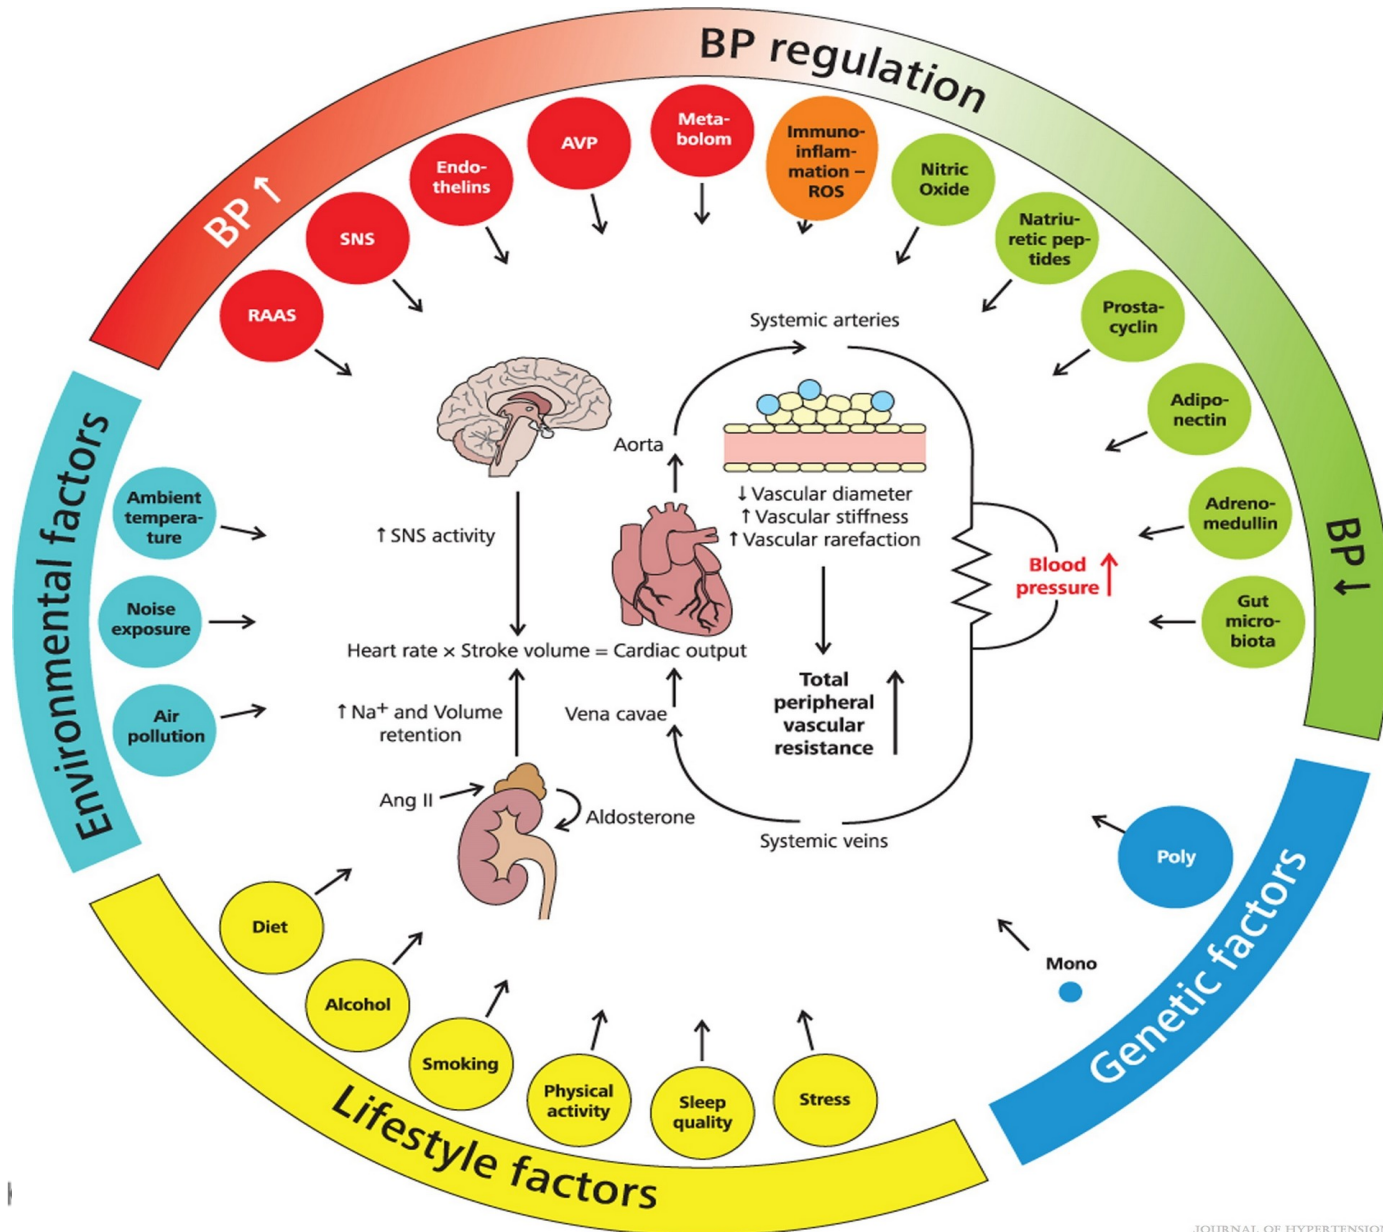 BP regulation
BP ↑
BP ↓
RAAS
SNS
Endo-
thelins
AVP
Meta-
bolom
Immuno-
inflam-
mation –
ROS
Nitric
Oxide
Natriu-
retic pep-
tides
Prosta-
cyclin
Adipo-
nectin
Adreno-
medullin
Gut
micro-
biota
Environmental factors
Ambient
tempera-
ture
Noise
exposure
Air
pollution
Systemic arteries
Aorta
↓ Vascular diameter
↑ Vascular stiffness
↑ Vascular rarefaction
↑ SNS activity
Blood
pressure ↑
Heart rate × Stroke volume = Cardiac output
Total
peripheral
vascular
resistance ↑
↑ Na⁺ and Volume
retention
Vena cavae
Ang II
Aldosterone
Systemic veins
Genetic factors
Poly
Mono
Lifestyle factors
Diet
Alcohol
Smoking
Physical
activity
Sleep
quality
Stress
JOURNAL OF HYPERTENSION